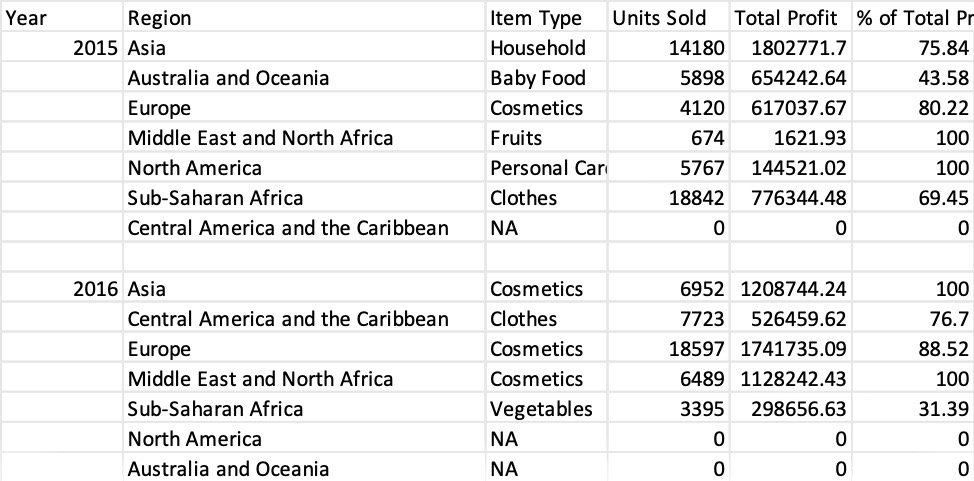 Year Region Item Type Units Sold Total Profit % of Total Pr
2015 Asia Household 14180 1802771.7 75.84
Australia and Oceania Baby Food 5898 654242.64 43.58
Europe Cosmetics 4120 617037.67 80.22
Middle East and North Africa Fruits 674 1621.93 100
North America Personal Car 5767 144521.02 100
Sub-Saharan Africa Clothes 18842 776344.48 69.45
Central America and the Caribbean NA 0 0 0
2016 Asia Cosmetics 6952 1208744.24 100
Central America and the Caribbean Clothes 7723 526459.62 76.7
Europe Cosmetics 18597 1741735.09 88.52
Middle East and North Africa Cosmetics 6489 1128242.43 100
Sub-Saharan Africa Vegetables 3395 298656.63 31.39
North America NA 0 0 0
Australia and Oceania NA 0 0 0